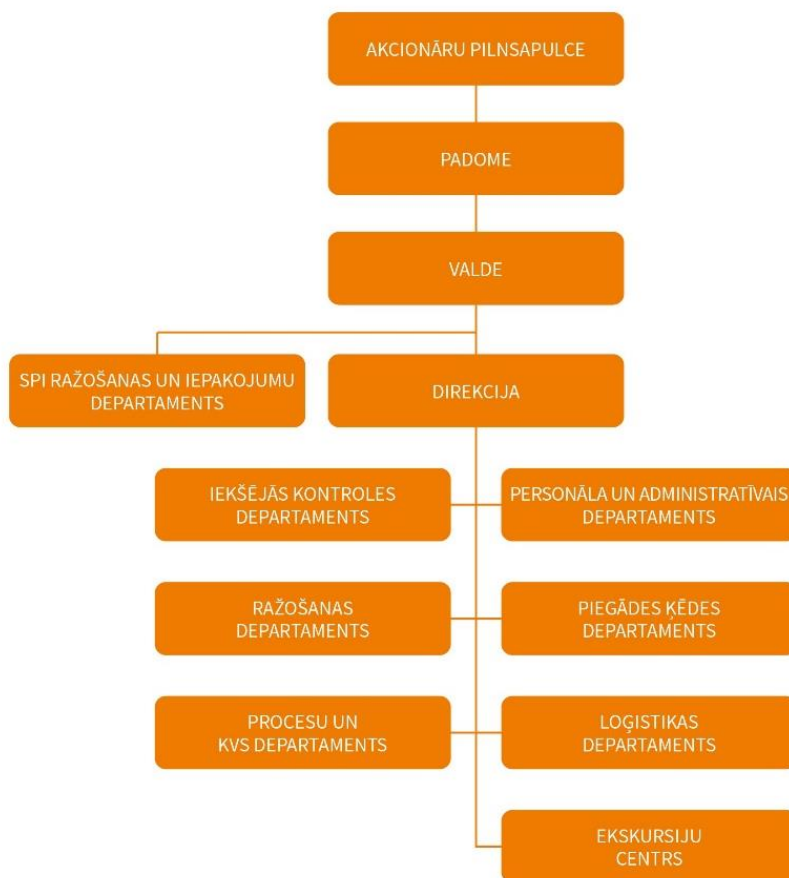 AKCIONĀRU PILNSAPULCE
PADOME
VALDE
SPI RAŽOŠANAS UN IEPAKOJUMU
DEPARTAMENTS
DIREKCIJA
IEKŠĒJĀS KONTROLES
DEPARTAMENTS
PERSONĀLA UN ADMINISTRATĪVAIS
DEPARTAMENTS
RAŽOŠANAS
DEPARTAMENTS
PIEGĀDES ĶĒDES
DEPARTAMENTS
PROCESU UN
KVS DEPARTAMENTS
LOĢISTIKAS
DEPARTAMENTS
EKSKURSIJU
CENTRS